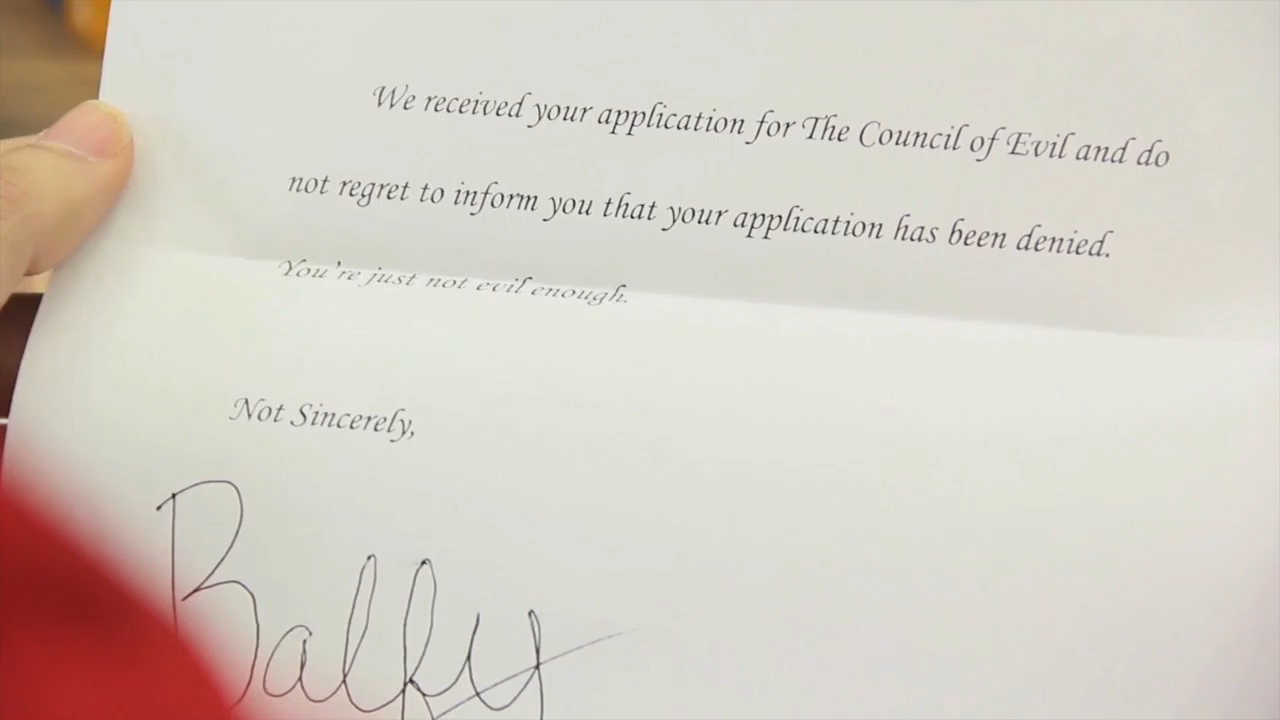 We received your application for The Council of Evil and do
not regret to inform you that your application has been denied.
You're just not evil enough.
Not Sincerely,